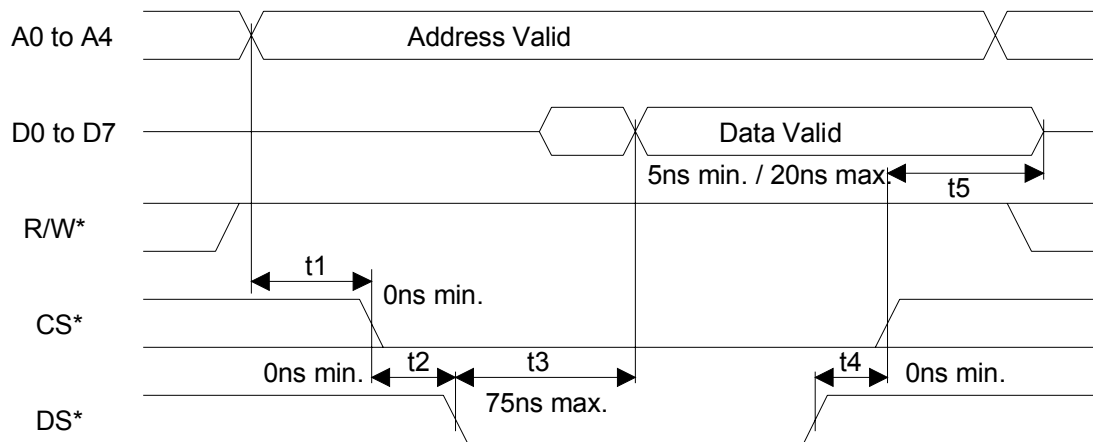 A0 to A4
Address Valid
D0 to D7
Data Valid
5ns min. / 20ns max.
t5
R/W*
t1
0ns min.
CS*
0ns min.
t2
t3
t4
0ns min.
75ns max.
DS*